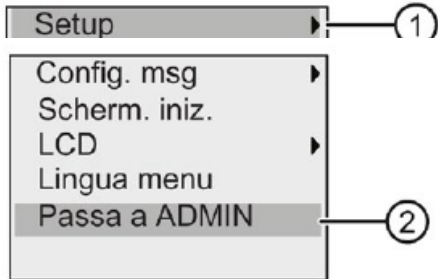 Setup
1
Config. msg
Scherm. iniz.
LCD
Lingua menu
Passa a ADMIN
2